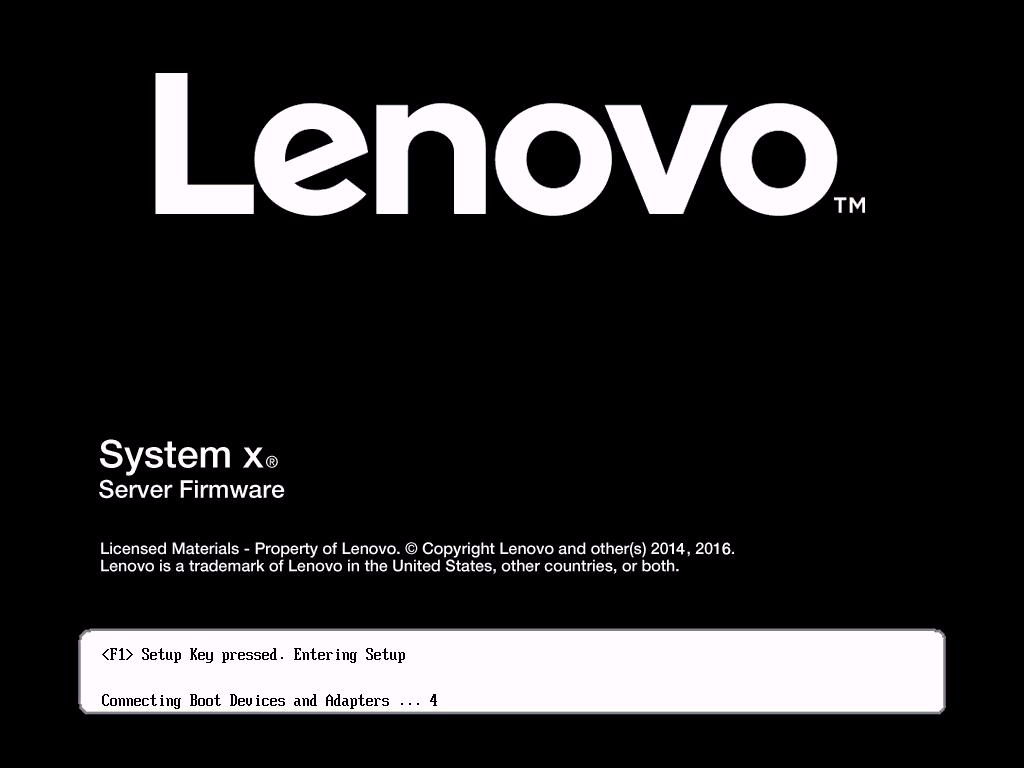 Lenovo™
System x®
Server Firmware
Licensed Materials - Property of Lenovo. © Copyright Lenovo and other(s) 2014, 2016.
Lenovo is a trademark of Lenovo in the United States, other countries, or both.
<F1> Setup Key pressed. Entering Setup
Connecting Boot Devices and Adapters ... 4